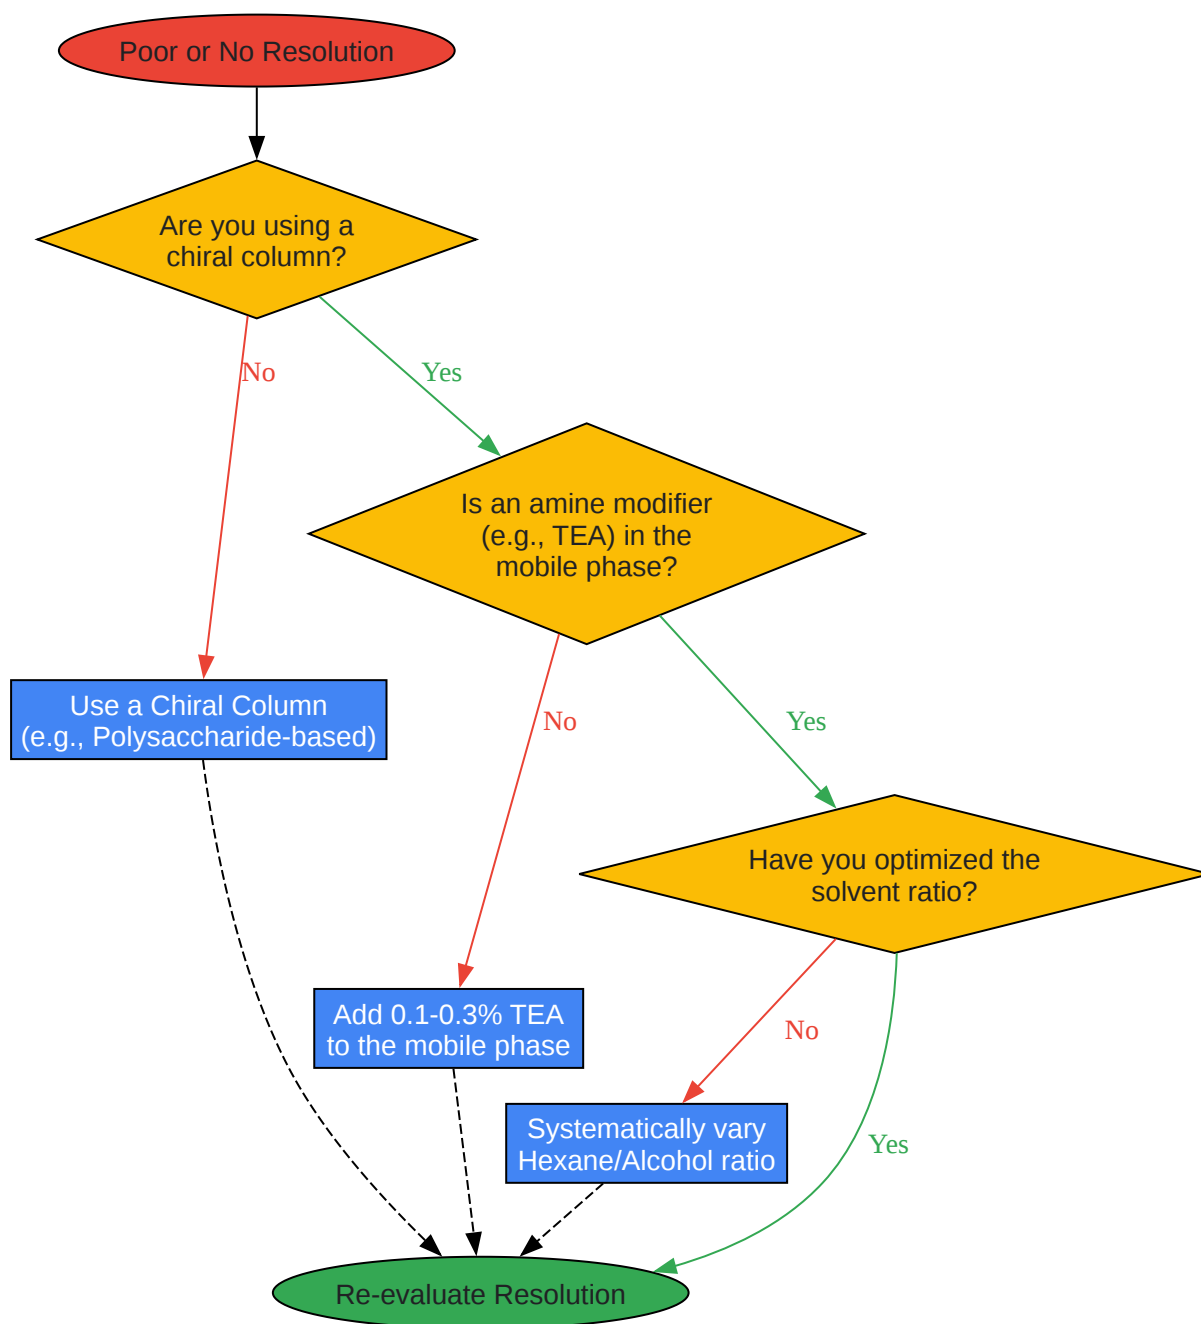 Poor or No Resolution
Are you using a
chiral column?
No
Yes
Is an amine modifier
(e.g., TEA) in the
mobile phase?
Use a Chiral Column
(e.g., Polysaccharide-based)
No
Yes
Have you optimized the
solvent ratio?
Add 0.1-0.3% TEA
to the mobile phase
No
Systematically vary
Hexane/Alcohol ratio
Yes
Re-evaluate Resolution